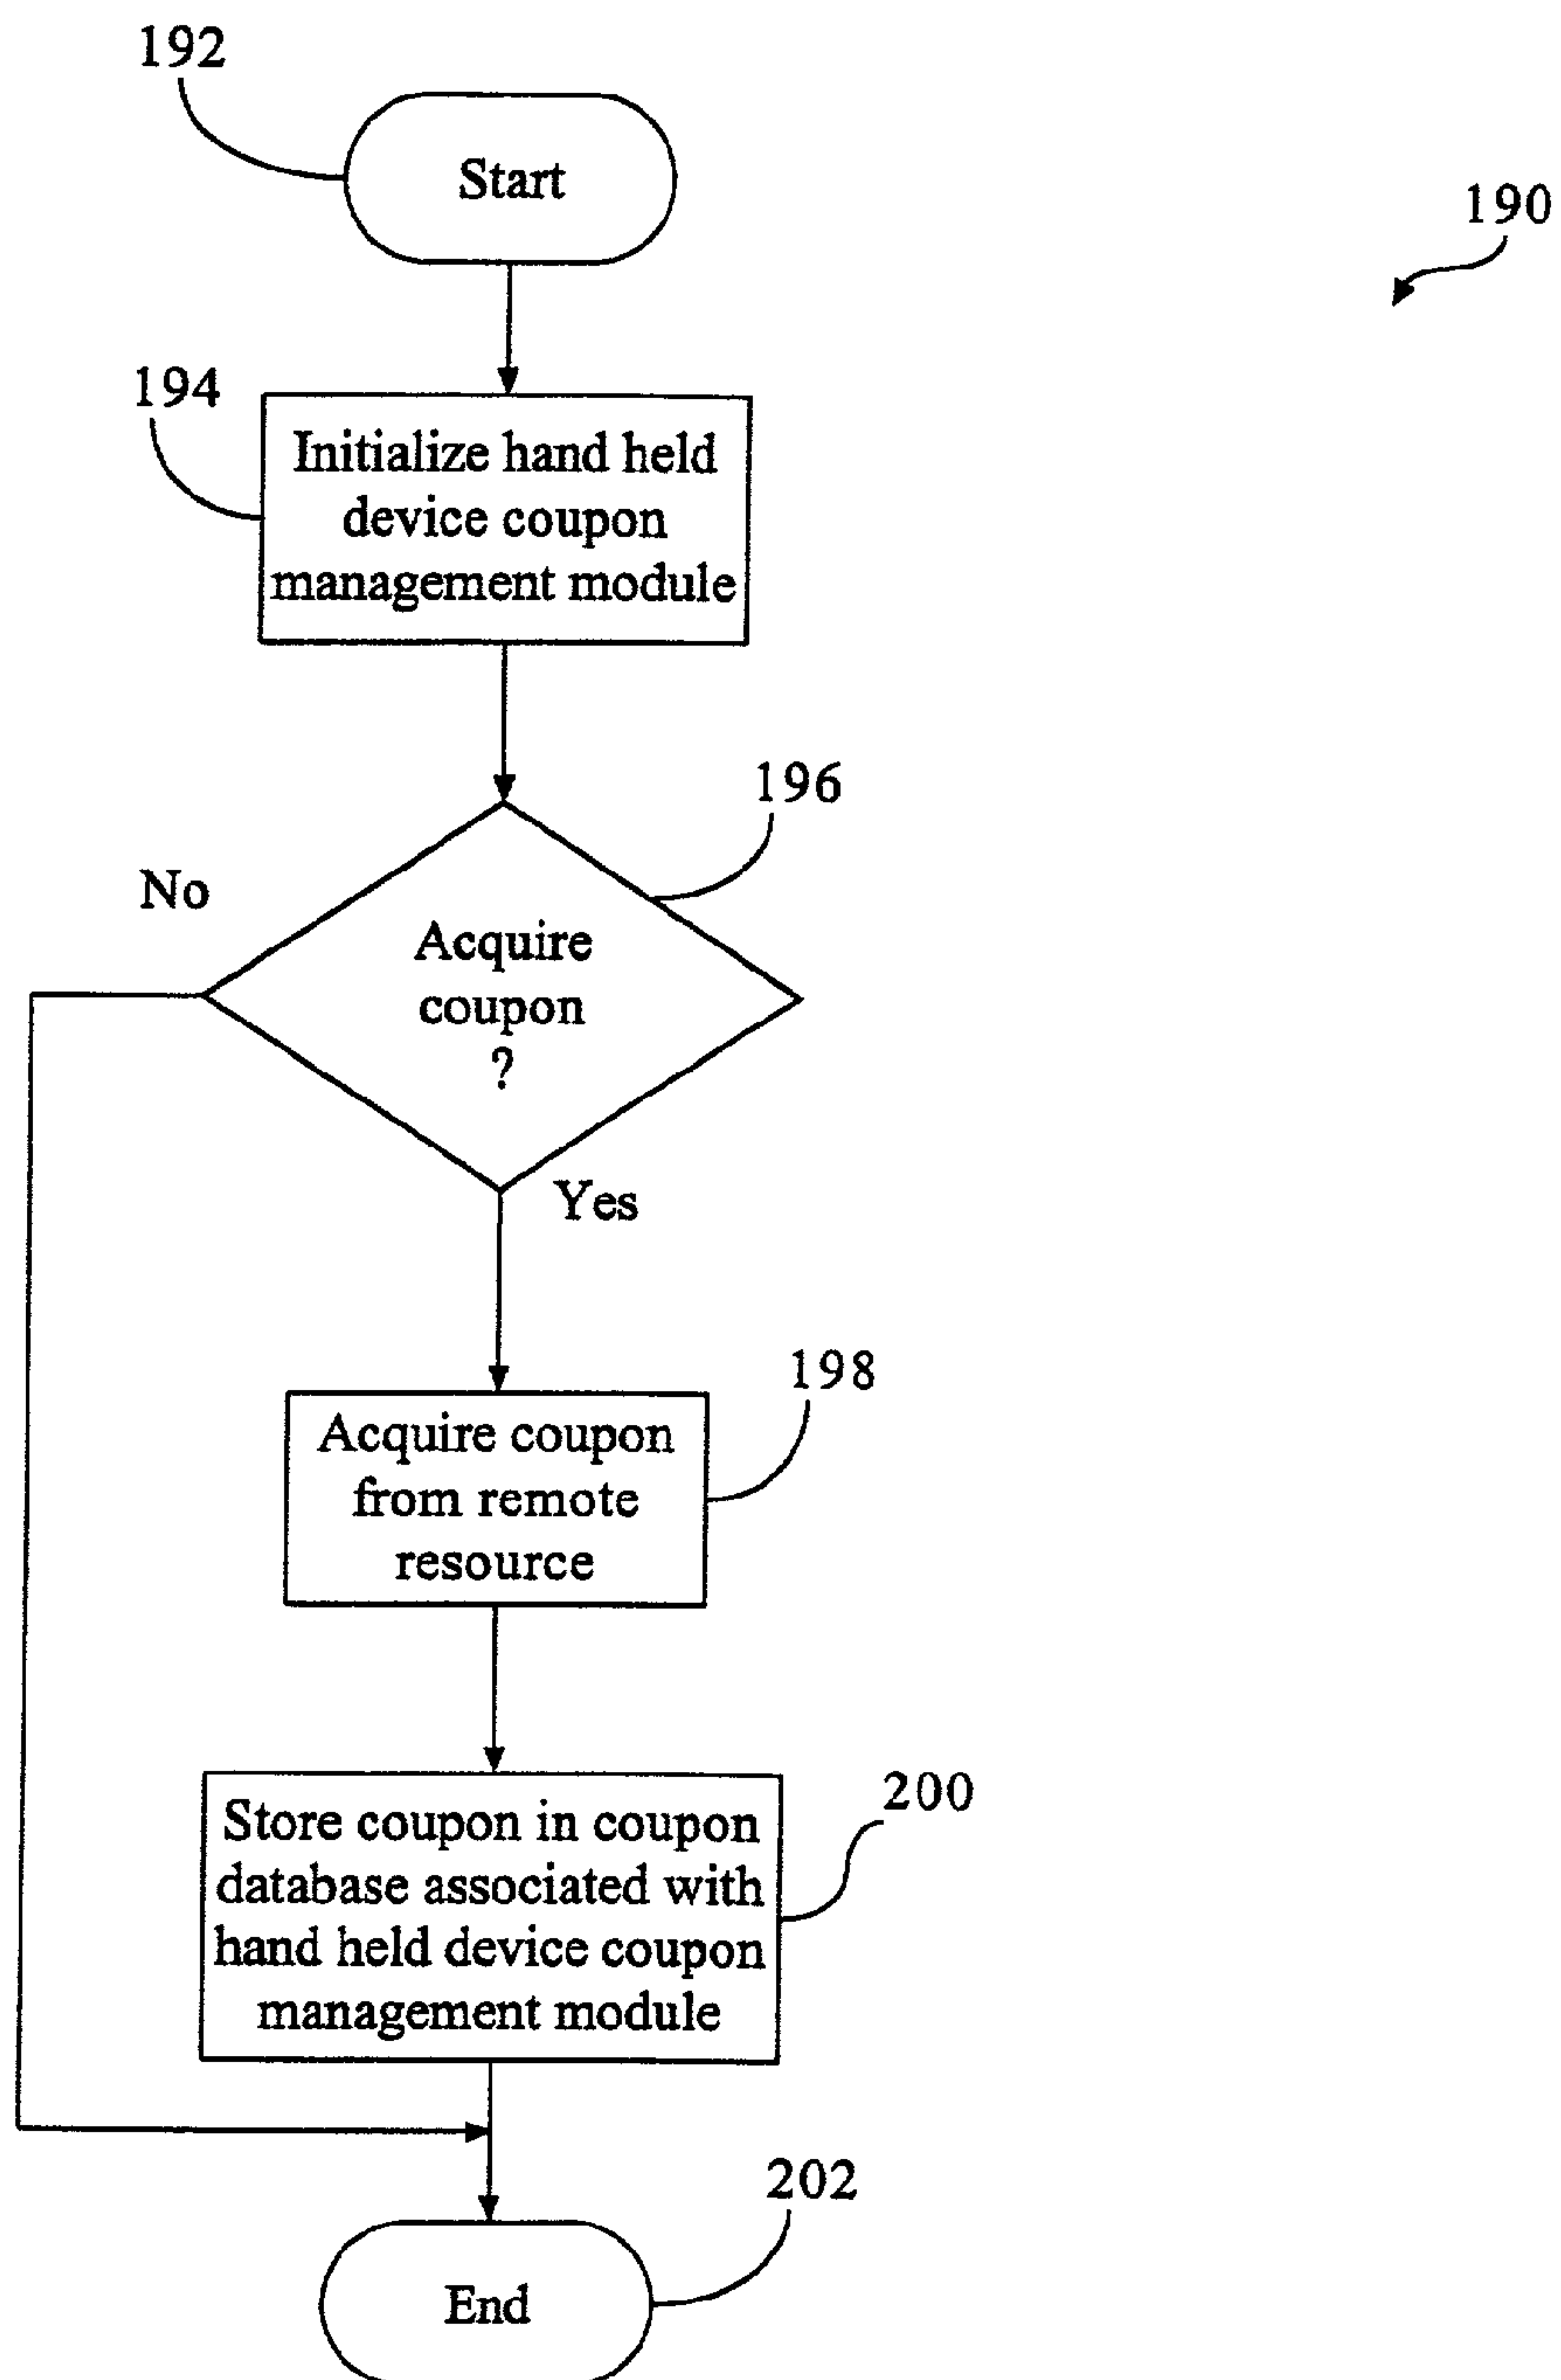 192
Start
190
194
Initialize hand held
device coupon
management module
196
No
Acquire
coupon
?
Yes
198
Acquire coupon
from remote
resource
200
Store coupon in coupon
database associated with
hand held device coupon
management module
202
End